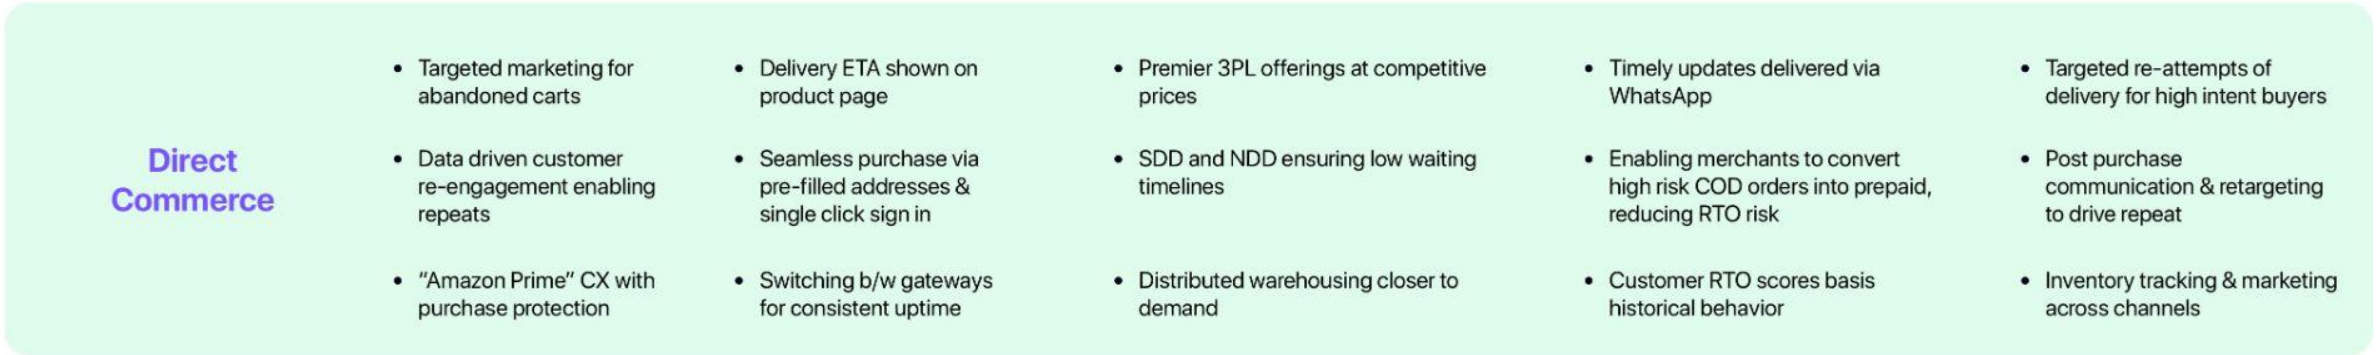 Direct
Commerce
• Targeted marketing for
abandoned carts
• Data driven customer
re-engagement enabling
repeats
• “Amazon Prime” CX with
purchase protection
• Delivery ETA shown on
product page
• Seamless purchase via
pre-filled addresses &
single click sign in
• Switching b/w gateways
for consistent uptime
• Premier 3PL offerings at competitive
prices
• SDD and NDD ensuring low waiting
timelines
• Distributed warehousing closer to
demand
• Timely updates delivered via
WhatsApp
• Enabling merchants to convert
high risk COD orders into prepaid,
reducing RTO risk
• Customer RTO scores basis
historical behavior
• Targeted re-attempts of
delivery for high intent buyers
• Post purchase
communication & retargeting
to drive repeat
• Inventory tracking & marketing
across channels